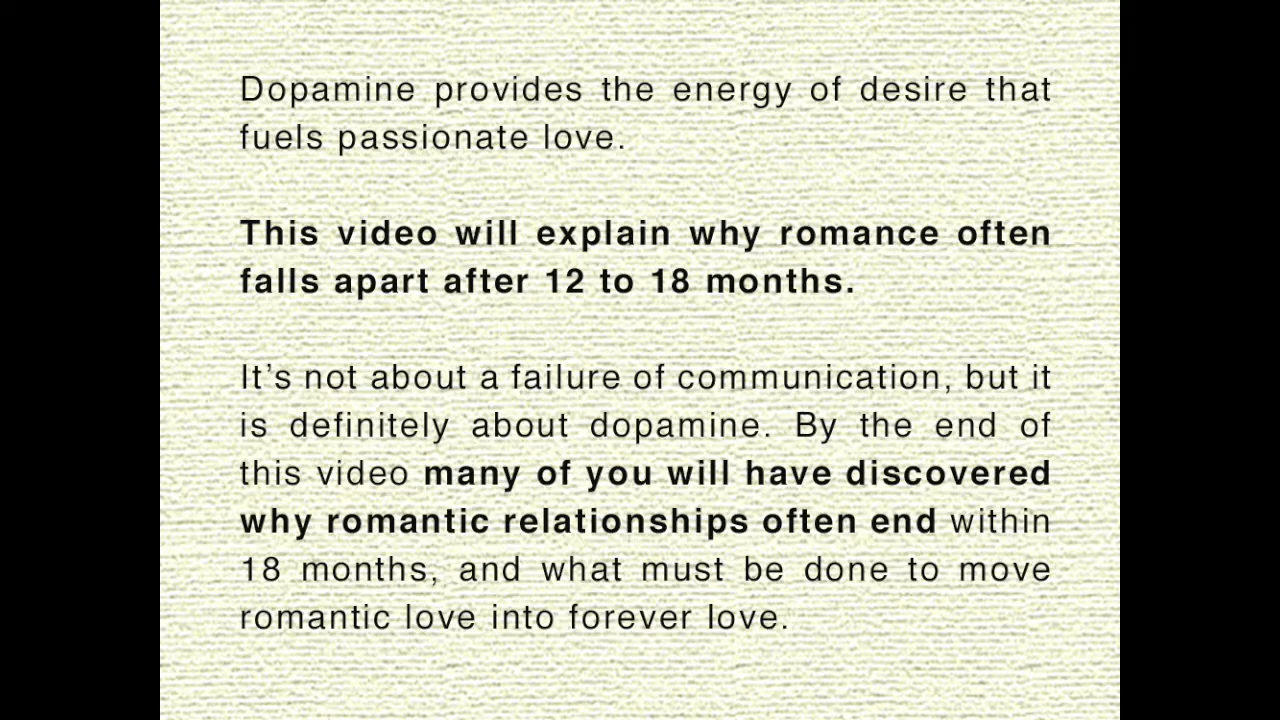 Dopamine provides the energy of desire that
fuels passionate love.
This video will explain why romance often
falls apart after 12 to 18 months.
It’s not about a failure of communication, but it
is definitely about dopamine. By the end of
this video many of you will have discovered
why romantic relationships often end within
18 months, and what must be done to move
romantic love into forever love.